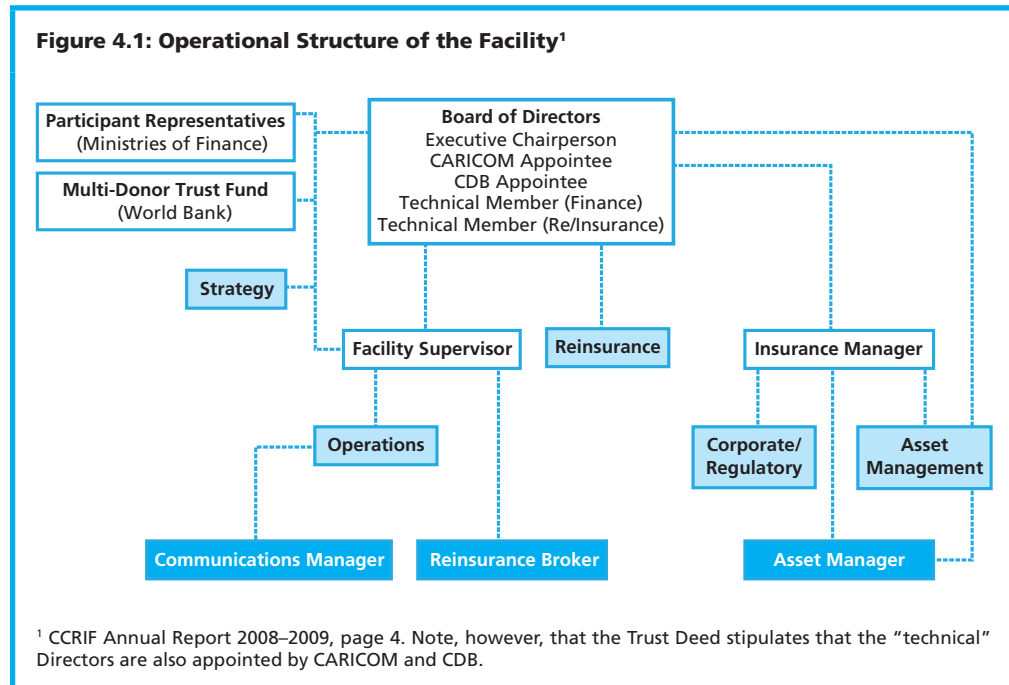 Figure 4.1: Operational Structure of the Facility¹
Participant Representatives
(Ministries of Finance)
Multi-Donor Trust Fund
(World Bank)
Board of Directors
Executive Chairperson
CARICOM Appointee
CDB Appointee
Technical Member (Finance)
Technical Member (Re/Insurance)
Strategy
Facility Supervisor
Reinsurance
Insurance Manager
Operations
Corporate/
Regulatory
Asset
Management
Communications Manager
Reinsurance Broker
Asset Manager
¹ CCRIF Annual Report 2008–2009, page 4. Note, however, that the Trust Deed stipulates that the “technical”
Directors are also appointed by CARICOM and CDB.